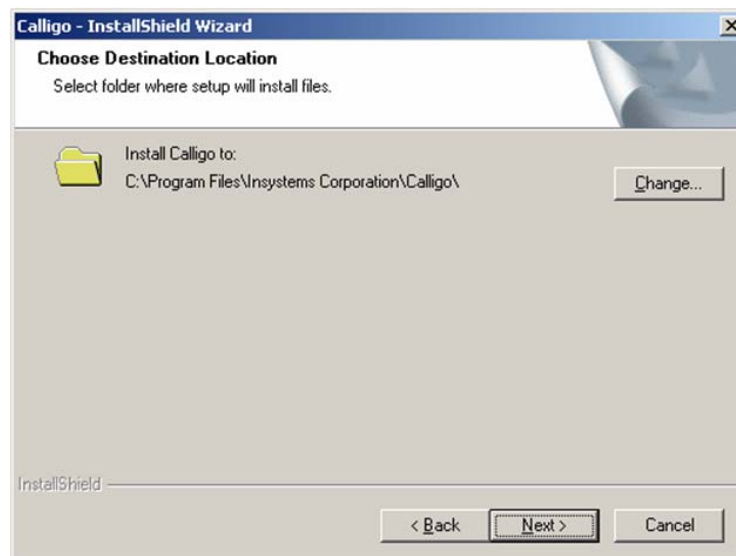 Calligo - InstallShield Wizard
Choose Destination Location
Select folder where setup will install files.
Install Calligo to:
C:\Program Files\Insystems Corporation\Calligo\
Change...
InstallShield
< Back
Next >
Cancel